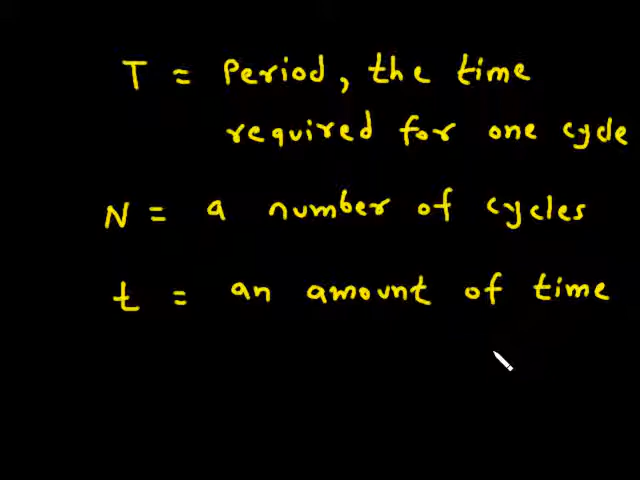 T = Period, the time
required for one cycle
N = a number of cycles
t = an amount of time